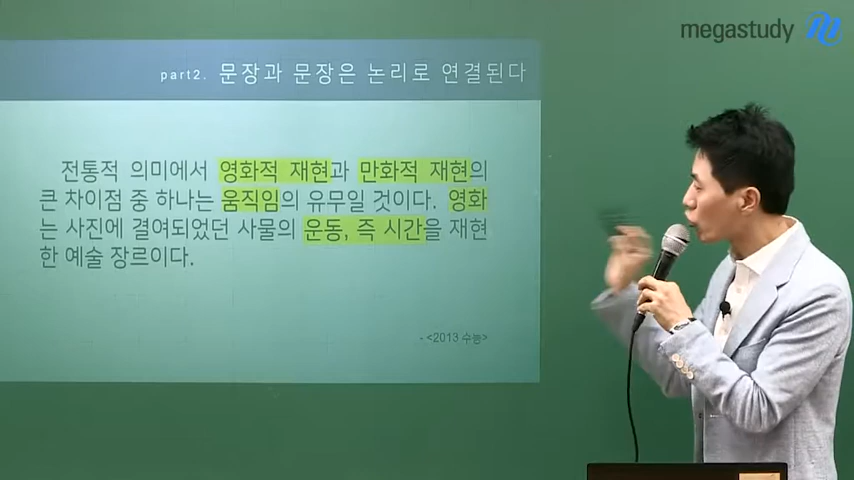 megastudy
part2. 문장과 문장은 논리로 연결된다
전통적 의미에서 영화적 재현과 만화적 재현의
큰 차이점 중 하나는 움직임의 유무일 것이다. 영화
는 사진에 결여되었던 사물의 운동, 즉 시간을 재현
한 예술 장르이다.
- <2013 수능>